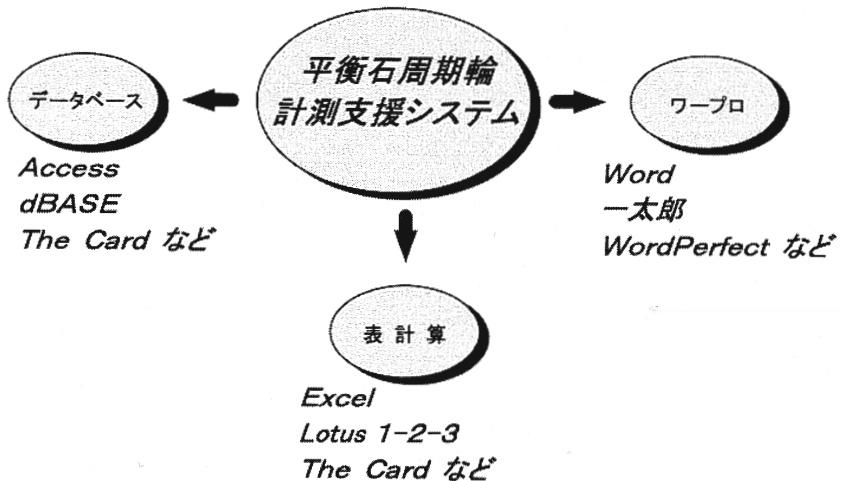 平衡石周期輪
計測支援システム
データベース
Access
dBASE
The Card など
ワープロ
Word
一太郎
WordPerfect など
表 計 算
Excel
Lotus 1-2-3
The Card など